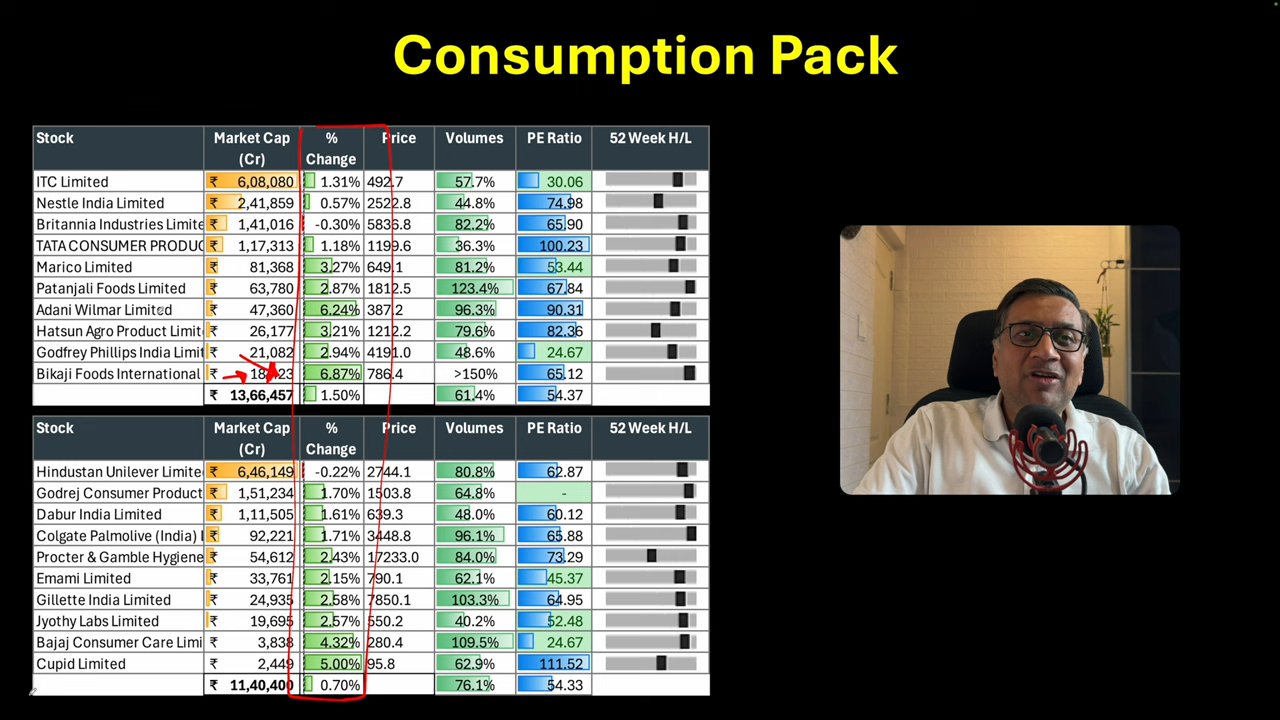 Consumption Pack
Stock Market Cap (Cr) % Change Price Volumes PE Ratio 52 Week H/L
ITC Limited ₹ 6,08,080 1.31% 492.7 57.7% 30.06
Nestle India Limited ₹ 2,41,859 0.57% 2522.8 44.8% 74.98
Britannia Industries Limite ₹ 1,41,016 -0.30% 5835.8 82.2% 65.90
TATA CONSUMER PRODUC ₹ 1,17,313 1.18% 1199.6 36.3% 100.23
Marico Limited ₹ 81,368 3.27% 649.1 81.2% 53.44
Patanjali Foods Limited ₹ 63,780 2.87% 1812.5 123.4% 67.84
Adani Wilmar Limited ₹ 47,360 6.24% 387.2 96.3% 90.31
Hatsun Agro Product Limit ₹ 26,177 3.21% 1212.2 79.6% 82.36
Godfrey Phillips India Limit ₹ 21,082 2.94% 4191.0 48.6% 24.67
Bikaji Foods International ₹ 6.87% 786.4 >150% 65.12
₹ 13,66,457 1.50% 61.4% 54.37
Stock Market Cap (Cr) % Change Price Volumes PE Ratio 52 Week H/L
Hindustan Unilever Limite ₹ 6,46,149 -0.22% 2744.1 80.8% 62.87
Godrej Consumer Product ₹ 1,51,234 1.70% 1503.8 64.8% -
Dabur India Limited ₹ 1,11,505 1.61% 639.3 48.0% 60.12
Colgate Palmolive (India) l ₹ 92,221 1.71% 3448.8 96.1% 65.88
Procter & Gamble Hygiene ₹ 54,612 2.43% 17233.0 84.0% 73.29
Emami Limited ₹ 33,761 2.15% 790.1 62.1% 45.37
Gillette India Limited ₹ 24,935 2.58% 7850.1 103.3% 64.95
Jyothy Labs Limited ₹ 19,695 2.57% 550.2 40.2% 52.48
Bajaj Consumer Care Limi ₹ 3,838 4.32% 280.4 109.5% 24.67
Cupid Limited ₹ 2,449 5.00% 95.8 62.9% 111.52
₹ 11,40,400 0.70% 76.1% 54.33